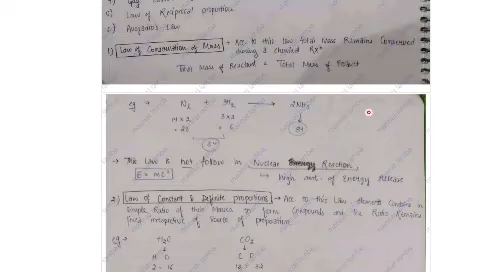 c) Law of Reciprocal proportion
d) Avogadro's Law
1) Law of Conservation of Mass → Acc to this law total Mass Remains Conserved
during a chemical Rx^n
Total Mass of Reactant = Total Mass of Product
eg → N2 + 3H2 → 2NH3
14 x 2 3 x 2
= 28 6 34
34
→ This Law is not follow in Nuclear Reaction,
E = mc² ↳ high amt. of Energy Release
2) Law of Constant & Definite proportions → Acc to this Law elements combine in
simple Ratio of their Masses to form Compounds and the Ratio Remains
fixed irrespective of Source of preposition
eg → H2O CO2
H O C O
2 : 16 12 : 32